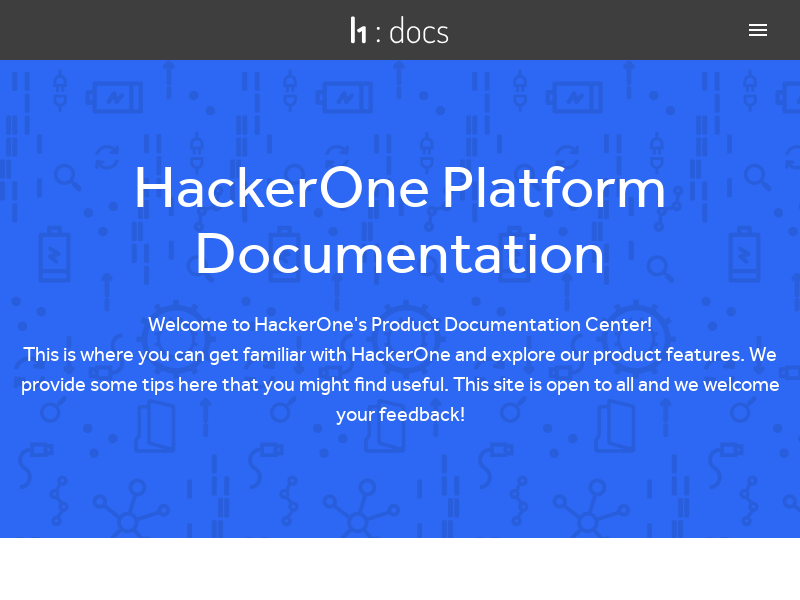 h1 : docs
HackerOne Platform
Documentation
Welcome to HackerOne's Product Documentation Center!
This is where you can get familiar with HackerOne and explore our product features. We
provide some tips here that you might find useful. This site is open to all and we welcome
your feedback!